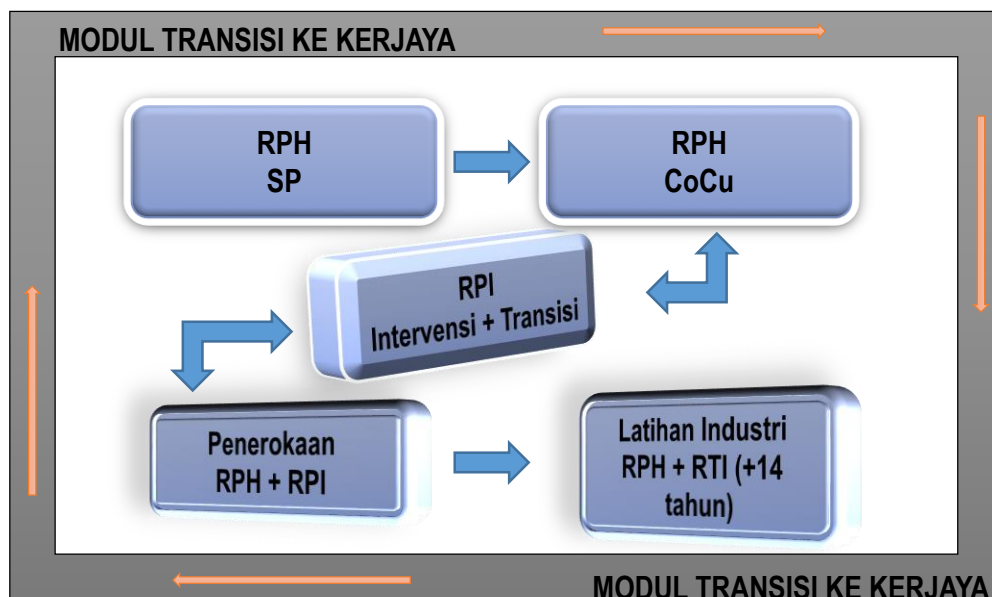 MODUL TRANSISI KE KERJAYA
RPH
SP
RPH
CoCu
RPI
Intervensi + Transisi
Penerokaan
RPH + RPI
Latihan Industri
RPH + RTI (+14
tahun)
MODUL TRANSISI KE KERJAYA